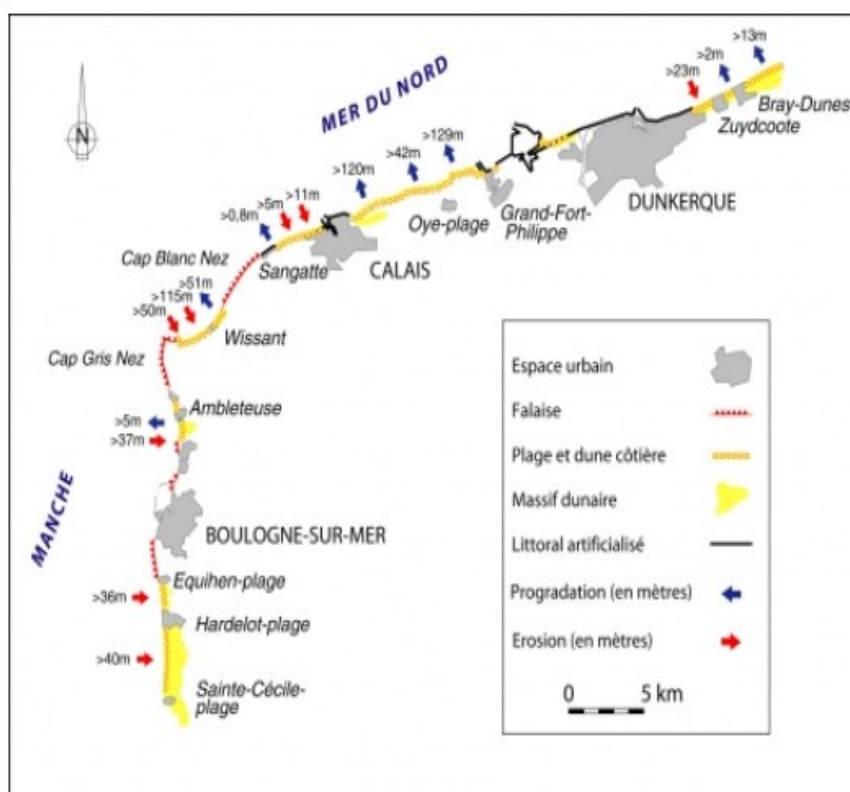 N
MER DU NORD
>13m
>2m
>23m
Bray-Dunes
Zuydcoote
>129m
>42m
>120m
>11m
>5m
>0,8m
DUNKERQUE
Oye-plage
Grand-Fort-
Philippe
Cap Blanc Nez
Sangatte
CALAIS
>51m
>115m
>50m
Wissant
Cap Gris Nez
Ambleteuse
>5m
>37m
MANCHE
BOULOGNE-SUR-MER
Equihen-plage
>36m
Hardelot-plage
>40m
Sainte-Cécile-
plage
Espace urbain
Falaise
Plage et dune côtière
Massif dunaire
Littoral artificialisé
Progradation (en mètres)
Erosion (en mètres)
0 5 km